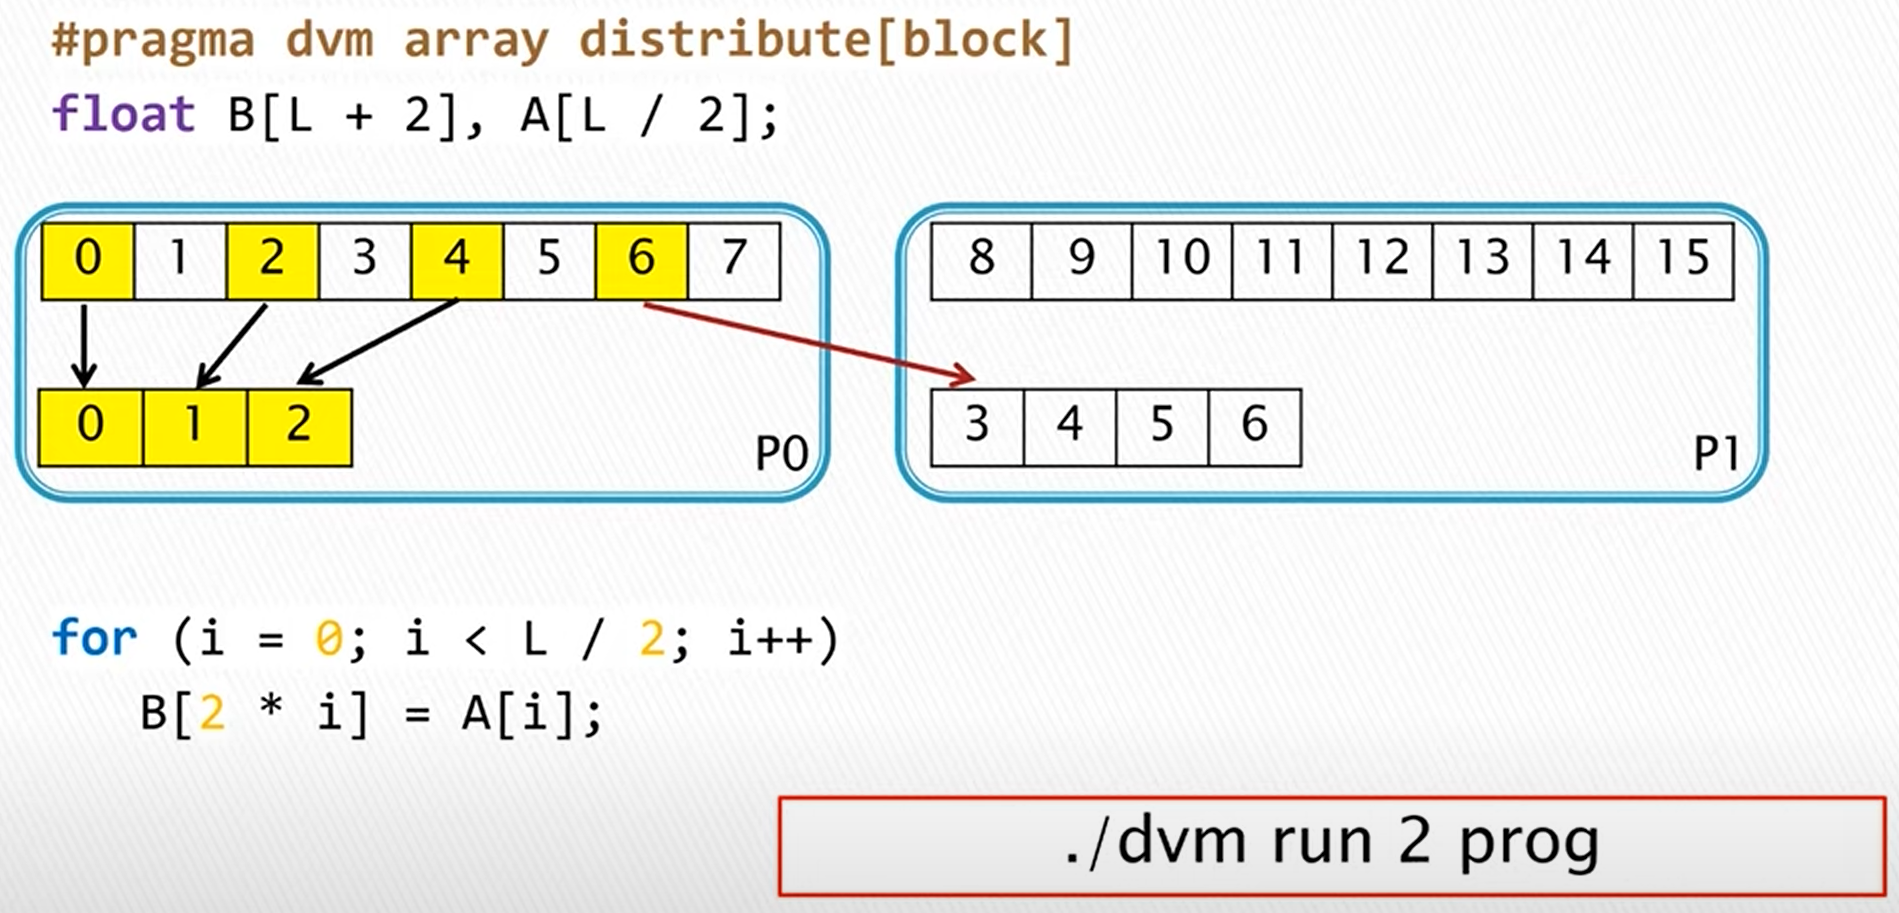 #pragma dvm array distribute[block]
float B[L + 2], A[L / 2];
0 1 2 3 4 5 6 7
0 1 2
P0
8 9 10 11 12 13 14 15
3 4 5 6
P1
for (i = 0; i < L / 2; i++)
B[2 * i] = A[i];
./dvm run 2 prog